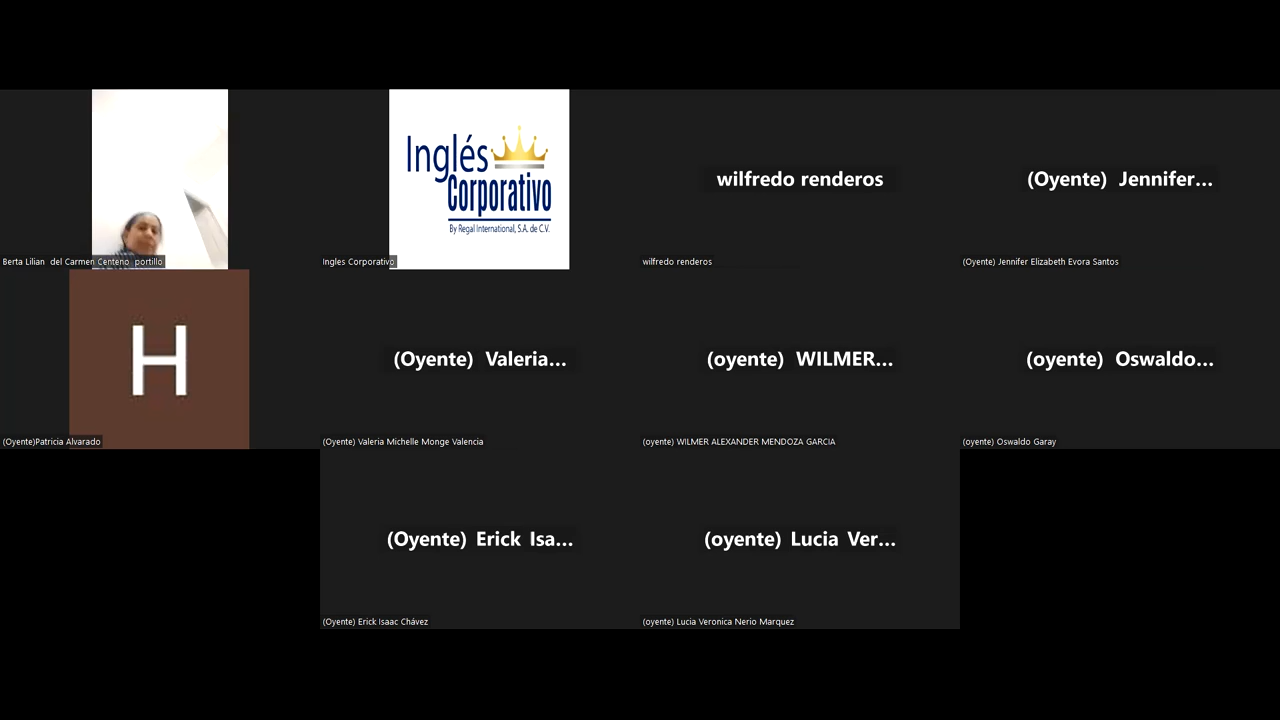 Berta Lilian  del Carmen Centeno  portillo
Inglés
Corporativo
By Regal International, S.A. de C.V.
Ingles Corporativo
wilfredo renderos
wilfredo renderos
(Oyente)  Jennifer...
(Oyente) Jennifer Elizabeth Evora Santos
H
(Oyente)Patricia Alvarado
(Oyente)  Valeria...
(Oyente) Valeria Michelle Monge Valencia
(oyente)  WILMER...
(oyente) WILMER ALEXANDER MENDOZA GARCIA
(oyente)  Oswaldo...
(oyente) Oswaldo Garay
(Oyente)  Erick  Isa...
(Oyente) Erick Isaac Chávez
(oyente)  Lucia  Ver...
(oyente) Lucia Veronica Nerio Marquez